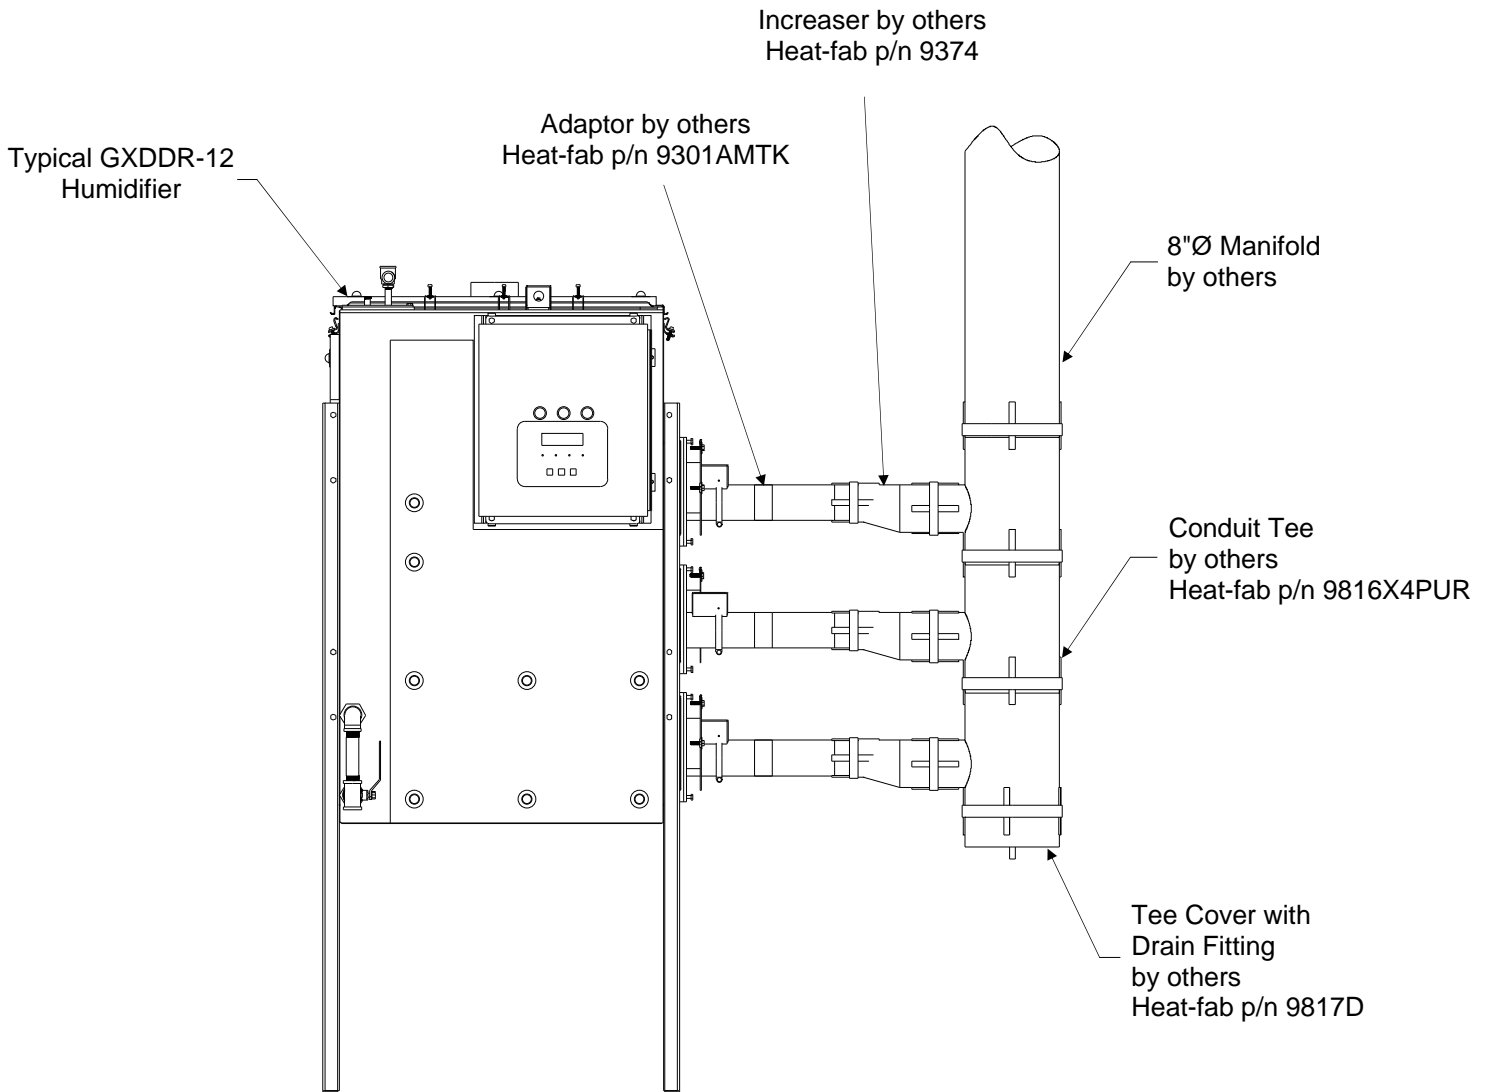 Increaser by others
Heat-fab p/n 9374
Adaptor by others
Heat-fab p/n 9301AMTK
Typical GXDDR-12
Humidifier
8"Ø Manifold
by others
Conduit Tee
by others
Heat-fab p/n 9816X4PUR
Tee Cover with
Drain Fitting
by others
Heat-fab p/n 9817D